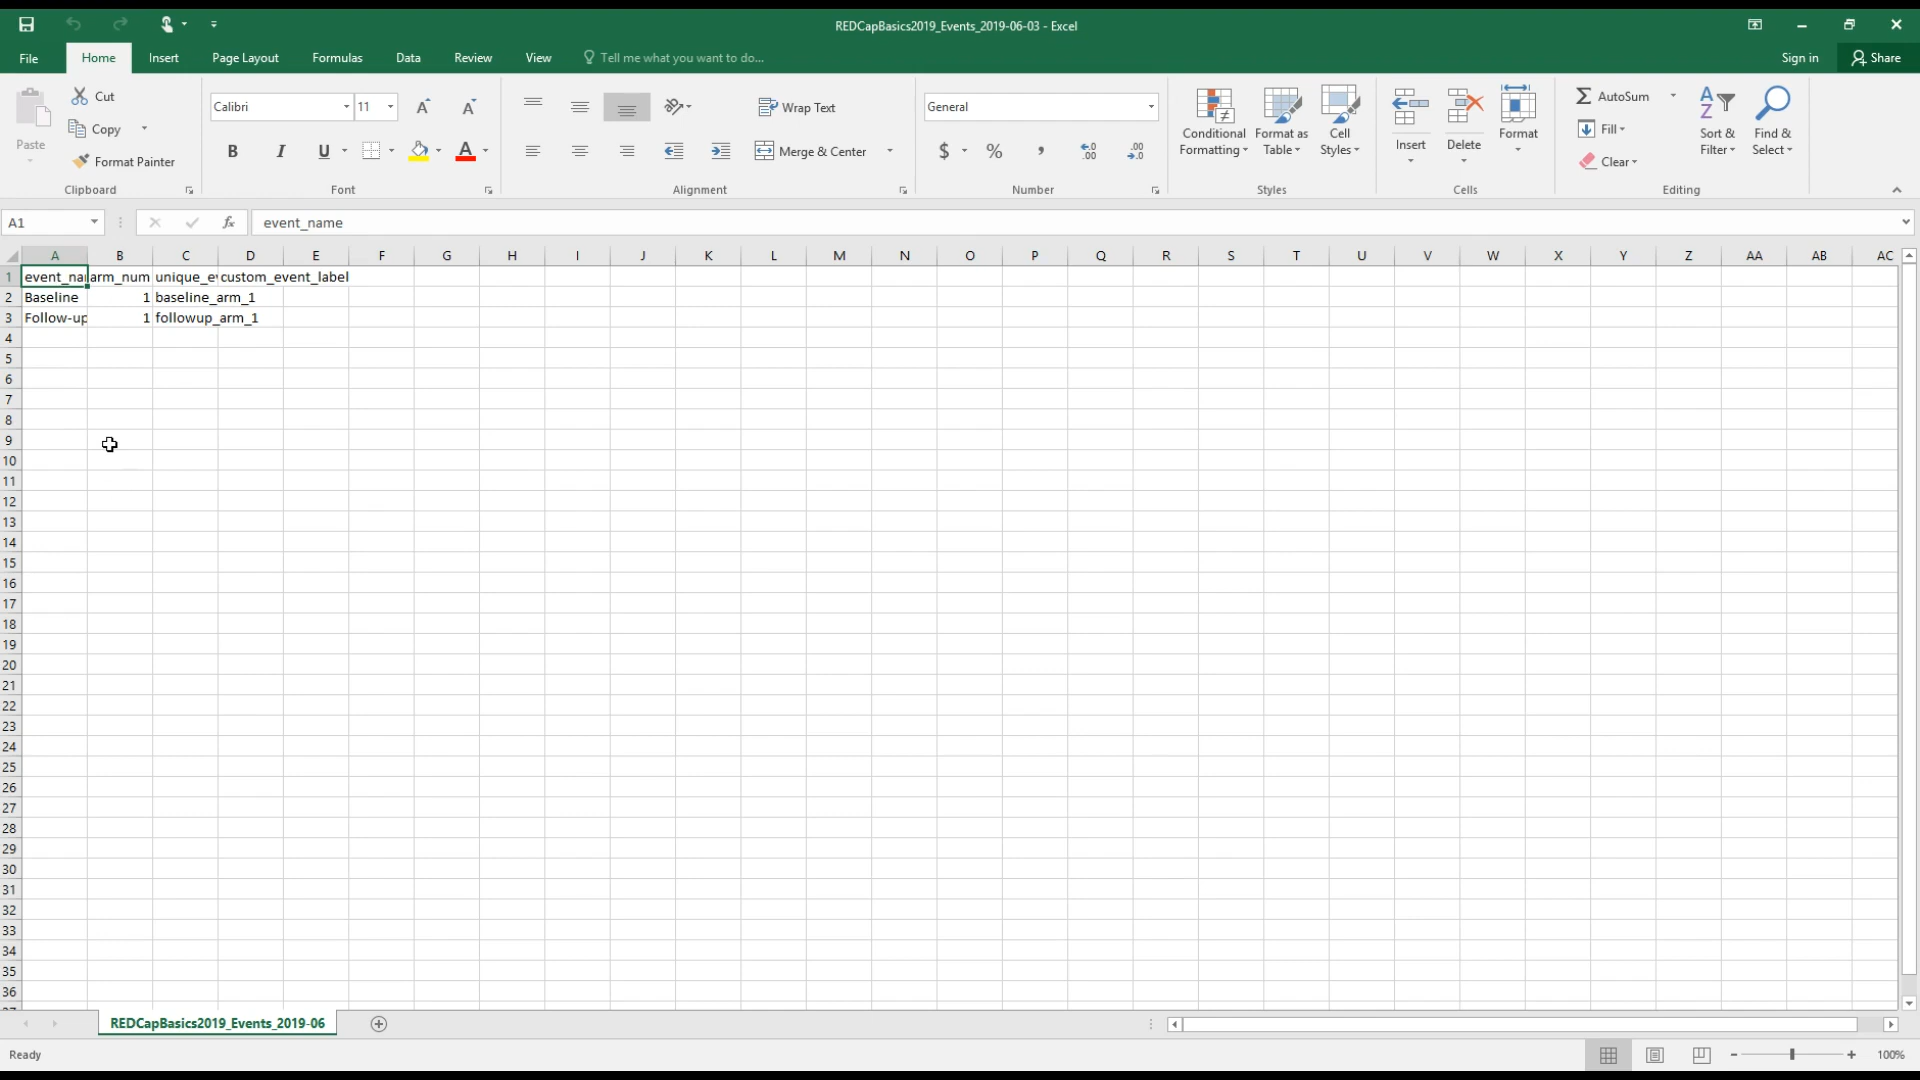 REDCapBasics2019_Events_2019-06-03 - Excel
File Home Insert Page Layout Formulas Data Review View Tell me what you want to do... Sign in Share
Paste
Cut
Copy
Format Painter
Clipboard
Calibri 11
B I U A
Font
Wrap Text
Merge & Center
Alignment
General
$ % , .00 .00
Number
Conditional Formatting
Format as Table
Cell Styles
Styles
Insert Delete Format
Cells
AutoSum
Fill
Clear
Sort & Filter
Find & Select
Editing
A1 fx event_name
A B C D E F G H I J K L M N O P Q R S T U V W X Y Z AA AB AC
1 event_na arm_num unique_e custom_event_label
2 Baseline 1 baseline_arm_1
3 Follow-up 1 followup_arm_1
4
5
6
7
8
9
10
11
12
13
14
15
16
17
18
19
20
21
22
23
24
25
26
27
28
29
30
31
32
33
34
35
36
REDCapBasics2019_Events_2019-06
Ready 100%